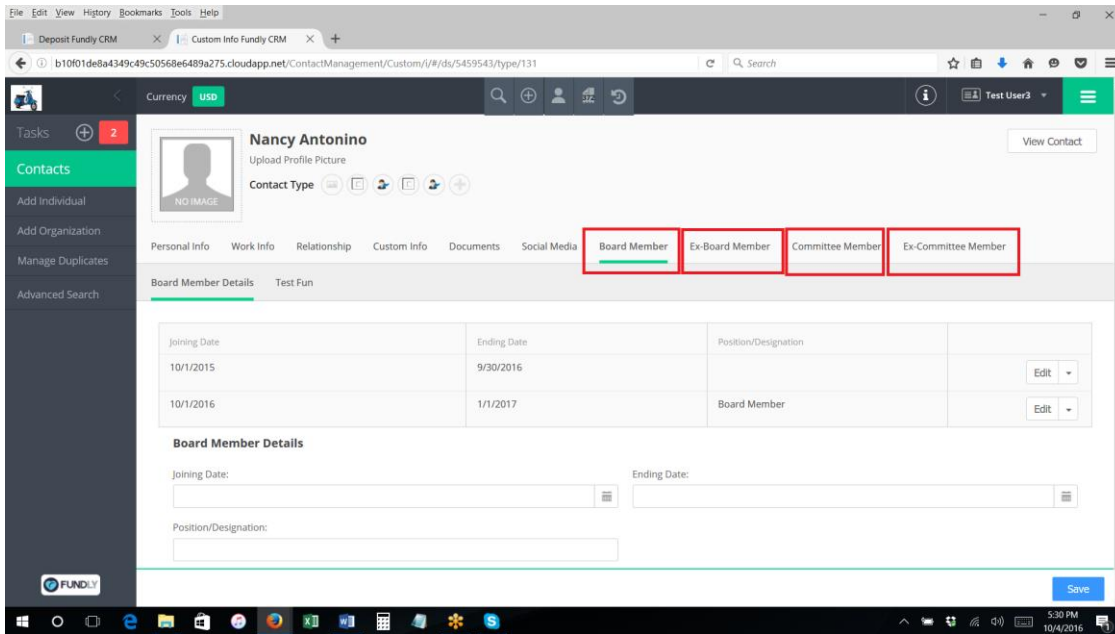 File Edit View History Bookmarks Tools Help
Deposit Fundly CRM
Custom Info Fundly CRM
b10f01de8a4349c49c50568e6489a275.cloudapp.net/ContactManagement/Custom/i/#/ds/5459543/type/131
Search
Currency USD
Test User3
Tasks 2
Contacts
Add Individual
Add Organization
Manage Duplicates
Advanced Search
NO IMAGE
Nancy Antonino
Upload Profile Picture
Contact Type
View Contact
Personal Info Work Info Relationship Custom Info Documents Social Media Board Member Ex-Board Member Committee Member Ex-Committee Member
Board Member Details Test Fun
Joining Date Ending Date Position/Designation
10/1/2015 9/30/2016 Edit
10/1/2016 1/1/2017 Board Member Edit
Board Member Details
Joining Date: Ending Date:
Position/Designation:
FUNDLY
Save
5:30 PM
10/4/2016